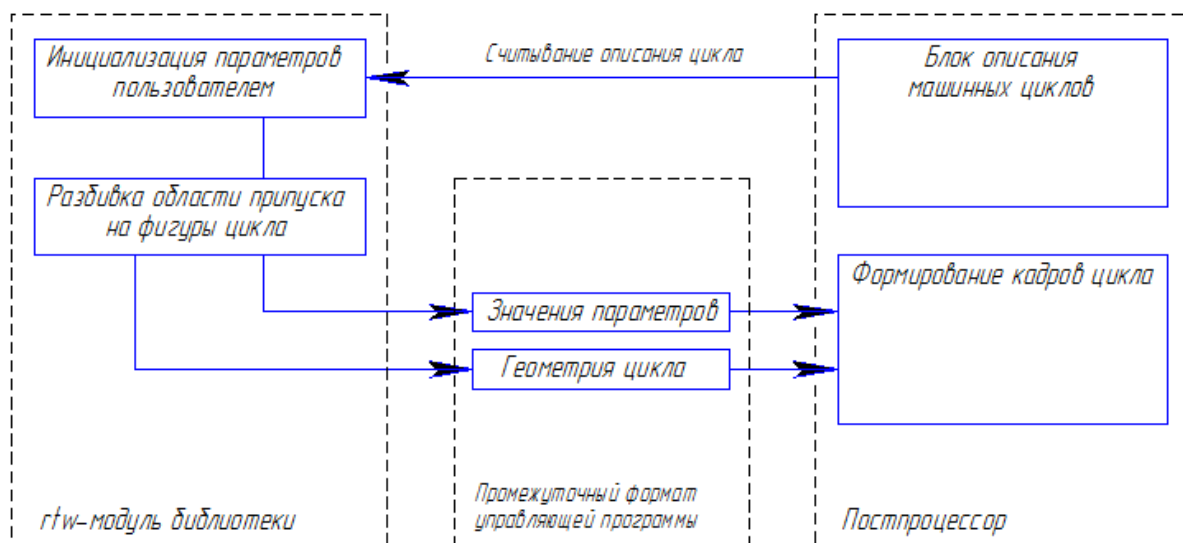 Инициализация параметров
пользователем
Считывание описания цикла
Блок описания
машинных циклов
Разбивка области припуска
на фигуры цикла
Формирование кадров цикла
Значения параметров
Геометрия цикла
rtw-модуль библиотеки
Промежуточный формат
управляющей программы
Постпроцессор